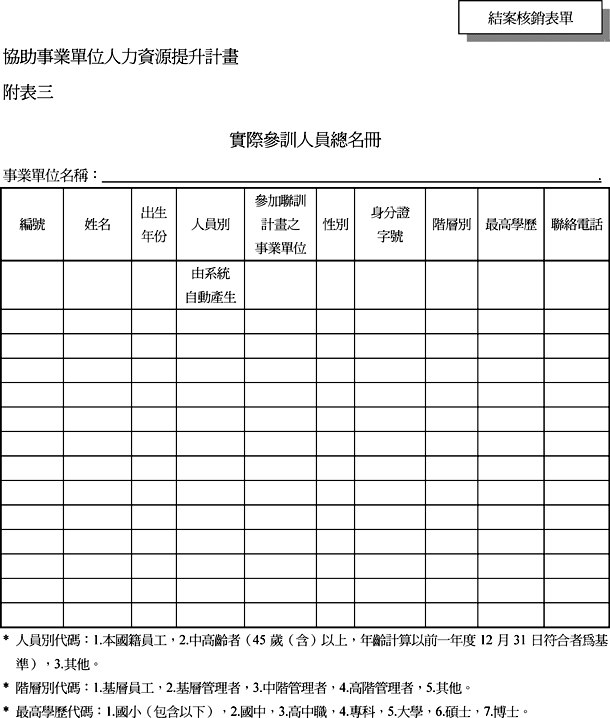 結案核銷表單
協助事業單位人力資源提升計畫
附表三
實際參訓人員總名冊
事業單位名稱：
編號 姓名 出生年份 人員別 參加聯訓計畫之事業單位 性別 身分證字號 階層別 最高學歷 聯絡電話
由系統
自動產生
* 人員別代碼：1.本國籍員工，2.中高齡者（45 歲（含）以上，年齡計算以前一年度 12 月 31 日符合者為基
準），3.其他。
* 階層別代碼：1.基層員工，2.基層管理者，3.中階管理者，4.高階管理者，5.其他。
* 最高學歷代碼：1.國小（包含以下），2.國中，3.高中職，4.專科，5.大學，6.碩士，7.博士。